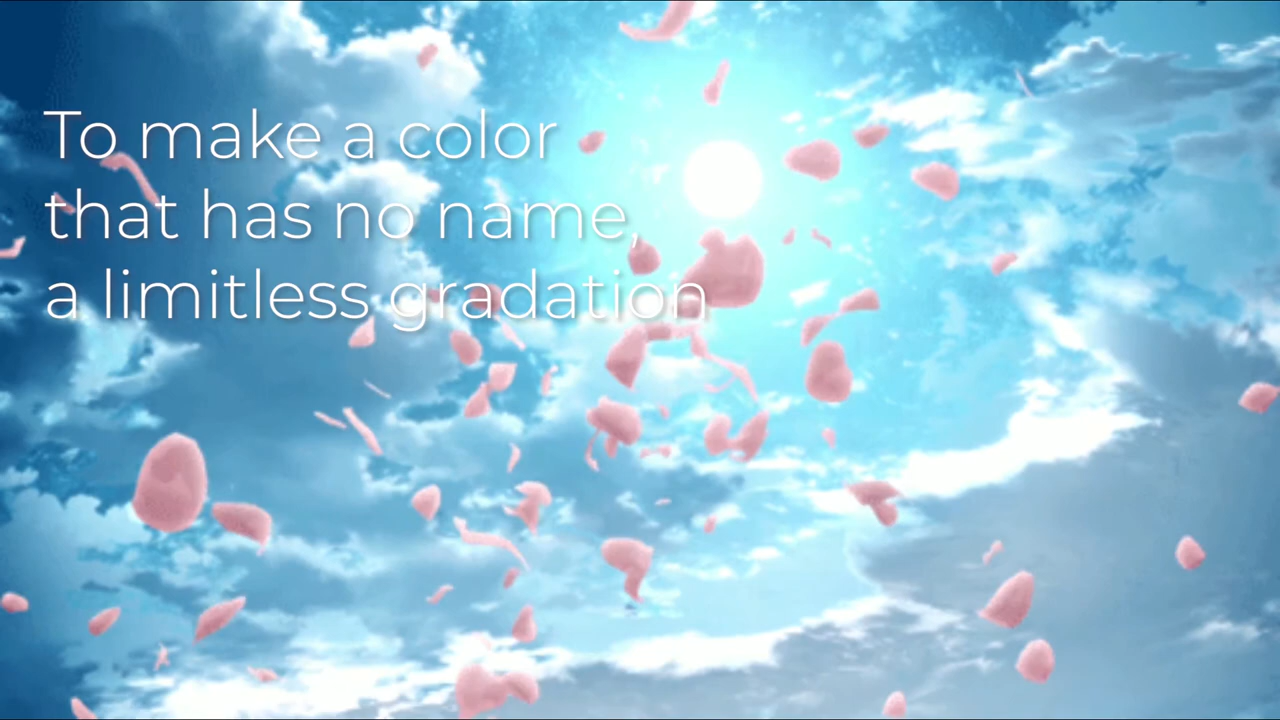 To make a color
that has no name,
a limitless gradation